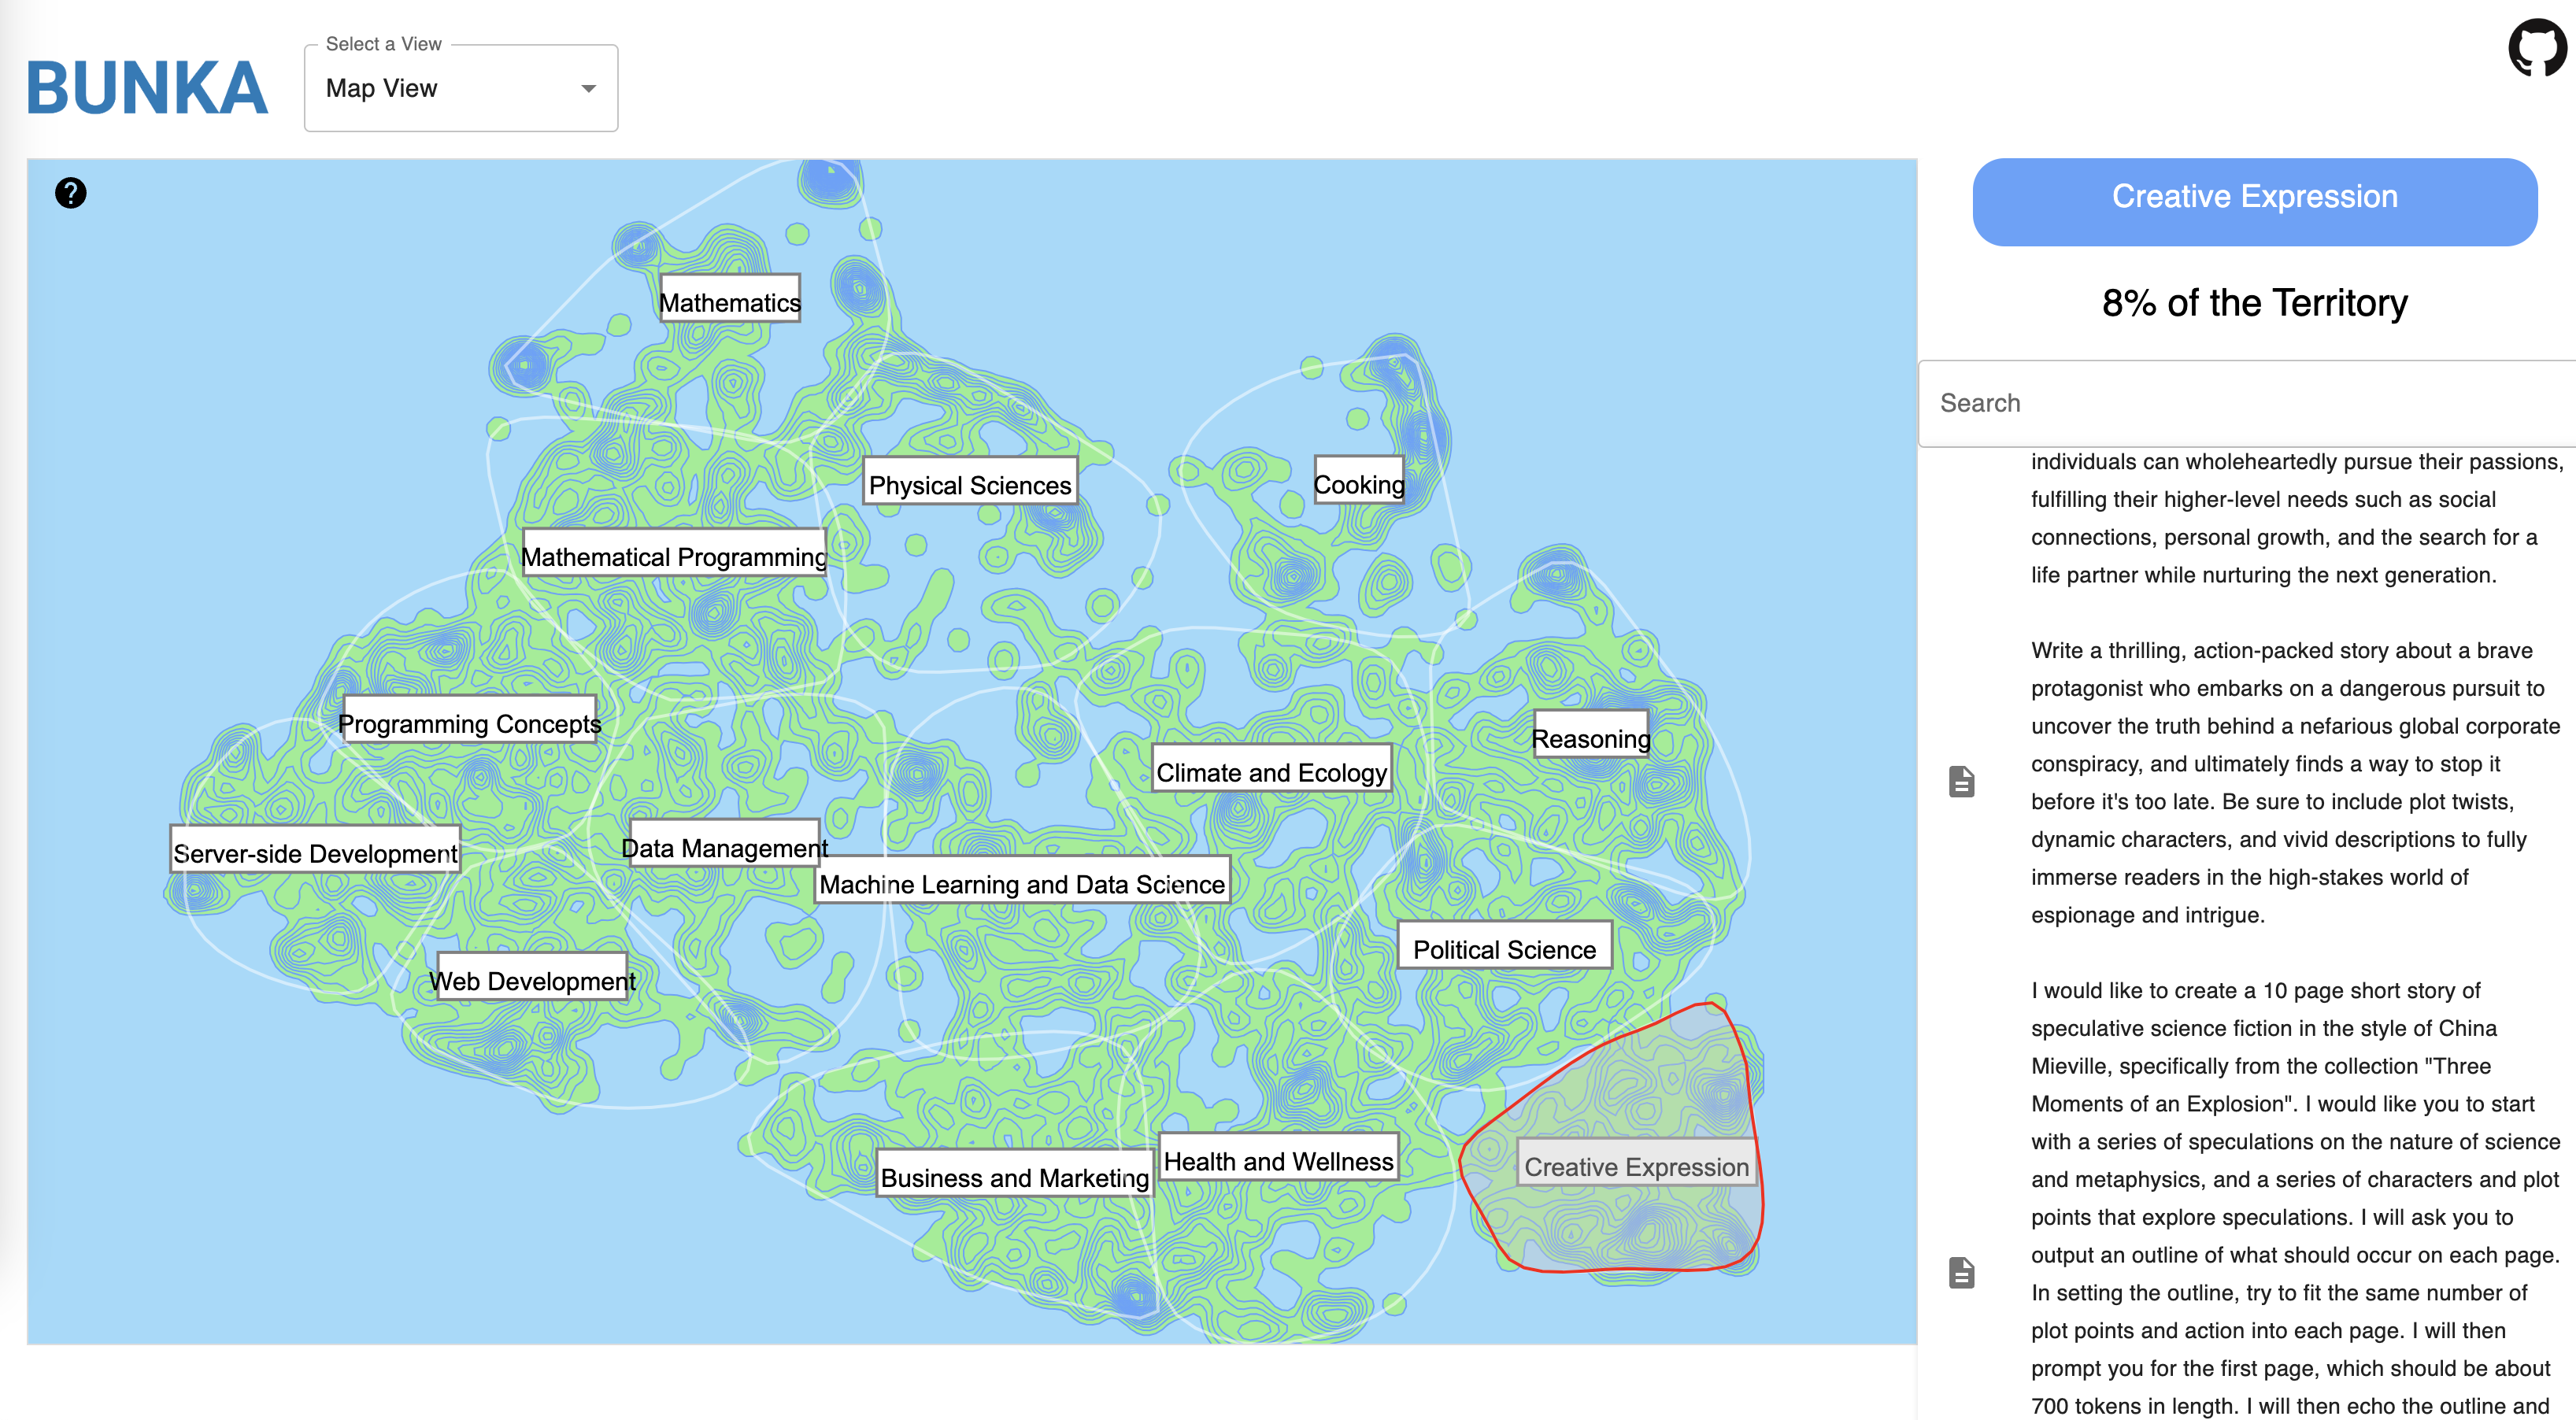 BUNKA
Select a View
Map View
?
Mathematics
Physical Sciences
Cooking
Mathematical Programming
Programming Concepts
Reasoning
Climate and Ecology
Server-side Development
Data Management
Machine Learning and Data Science
Political Science
Web Development
Business and Marketing
Health and Wellness
Creative Expression
Creative Expression
8% of the Territory
Search
individuals can wholeheartedly pursue their passions,
fulfilling their higher-level needs such as social
connections, personal growth, and the search for a
life partner while nurturing the next generation.
Write a thrilling, action-packed story about a brave
protagonist who embarks on a dangerous pursuit to
uncover the truth behind a nefarious global corporate
conspiracy, and ultimately finds a way to stop it
before it's too late. Be sure to include plot twists,
dynamic characters, and vivid descriptions to fully
immerse readers in the high-stakes world of
espionage and intrigue.
I would like to create a 10 page short story of
speculative science fiction in the style of China
Mieville, specifically from the collection "Three
Moments of an Explosion". I would like you to start
with a series of speculations on the nature of science
and metaphysics, and a series of characters and plot
points that explore speculations. I will ask you to
output an outline of what should occur on each page.
In setting the outline, try to fit the same number of
plot points and action into each page. I will then
prompt you for the first page, which should be about
700 tokens in length. I will then echo the outline and